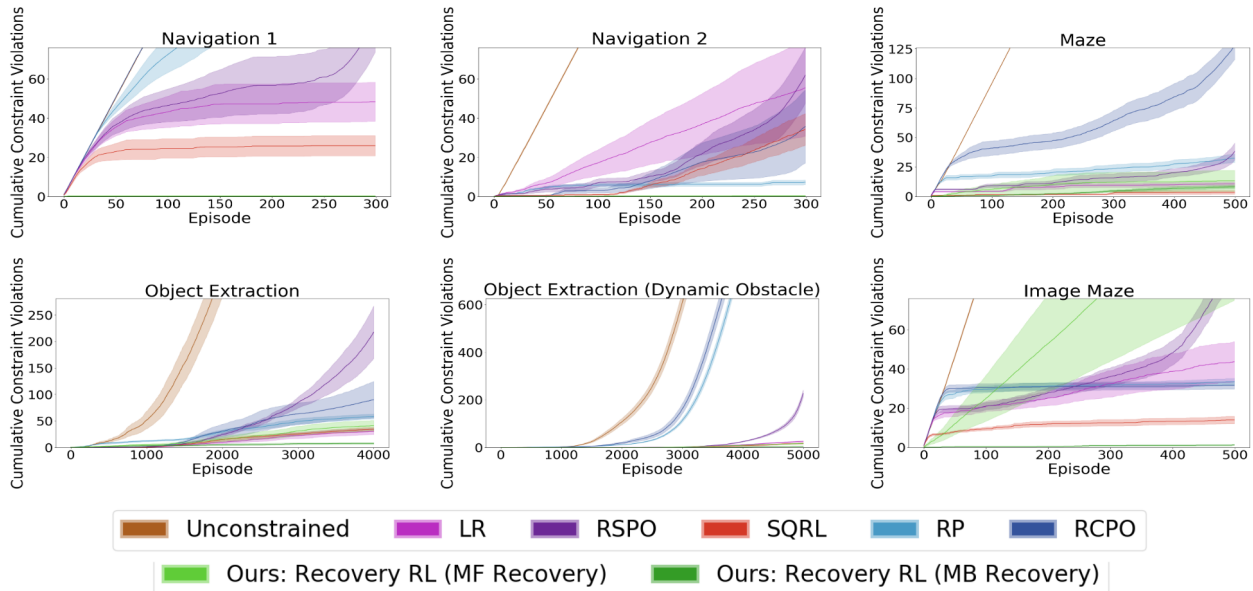 Navigation 1
Cumulative Constraint Violations
60
40
20
0
0 50 100 150 200 250 300
Episode
Navigation 2
Cumulative Constraint Violations
60
40
20
0
0 50 100 150 200 250 300
Episode
Maze
Cumulative Constraint Violations
125
100
75
50
25
0
0 100 200 300 400 500
Episode
Object Extraction
Cumulative Constraint Violations
250
200
150
100
50
0
0 1000 2000 3000 4000
Episode
Object Extraction (Dynamic Obstacle)
Cumulative Constraint Violations
600
400
200
0
0 1000 2000 3000 4000 5000
Episode
Image Maze
Cumulative Constraint Violations
60
40
20
0
0 100 200 300 400 500
Episode
Unconstrained LR RSPO SQRL RP RCPO
Ours: Recovery RL (MF Recovery) Ours: Recovery RL (MB Recovery)